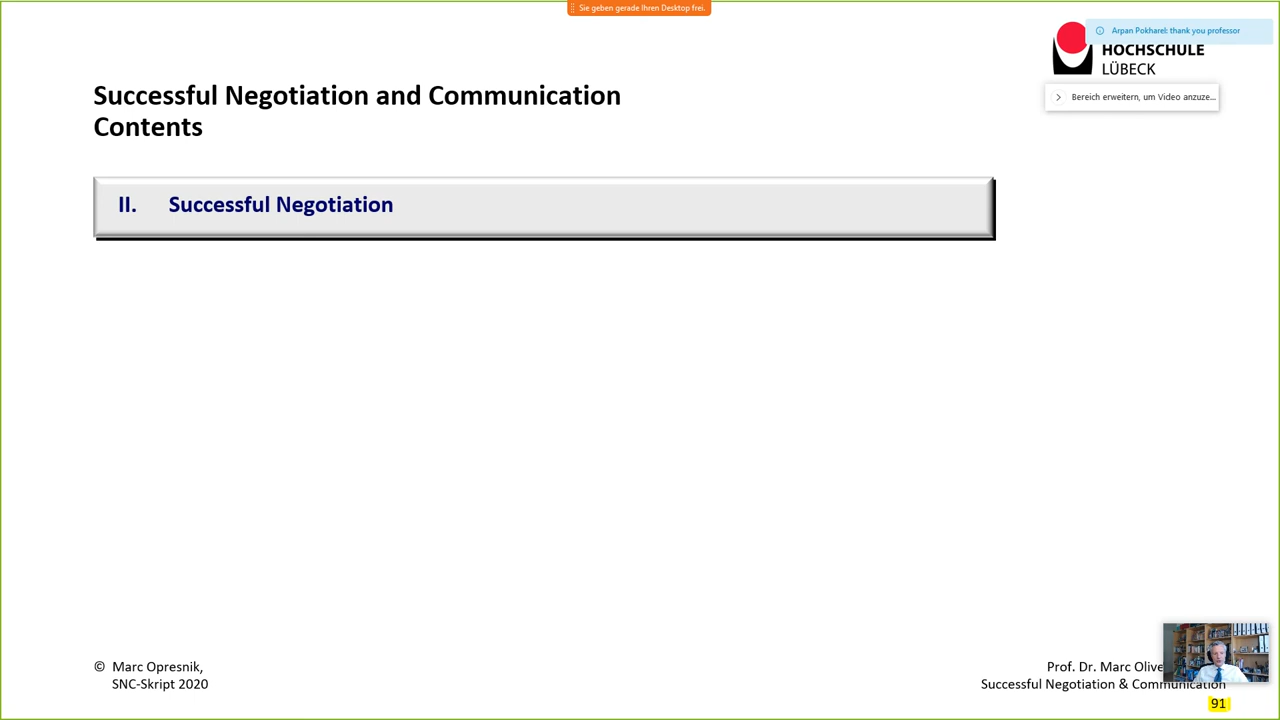 Sie geben gerade Ihren Desktop frei.
Arpan Pokharel: thank you professor
HOCHSCHULE
LÜBECK
Bereich erweitern, um Video anzuze...
Successful Negotiation and Communication
Contents
II. Successful Negotiation
© Marc Opresnik,
SNC-Skript 2020
Prof. Dr. Marc Olive
Successful Negotiation & Communication
91